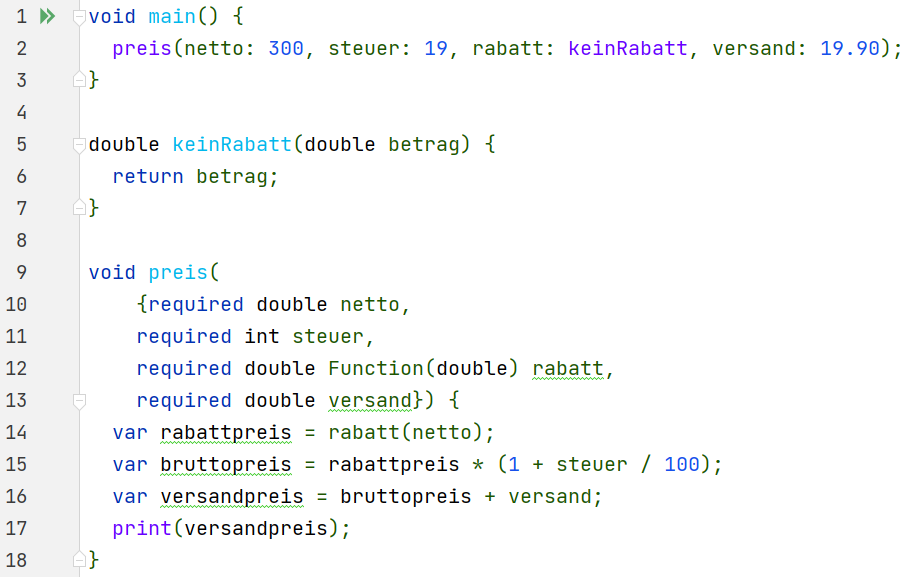 1 void main() {
2   preis(netto: 300, steuer: 19, rabatt: keinRabatt, versand: 19.90);
3 }
4
5 double keinRabatt(double betrag) {
6   return betrag;
7 }
8
9 void preis(
10     {required double netto,
11     required int steuer,
12     required double Function(double) rabatt,
13     required double versand}) {
14   var rabattpreis = rabatt(netto);
15   var bruttopreis = rabattpreis * (1 + steuer / 100);
16   var versandpreis = bruttopreis + versand;
17   print(versandpreis);
18 }